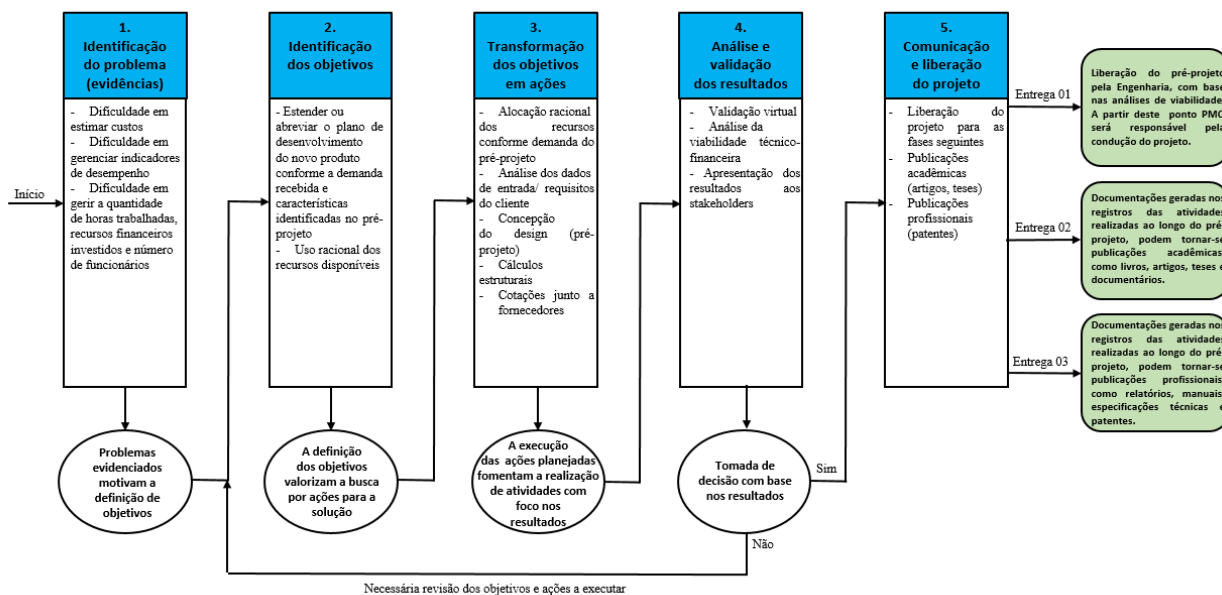 1.
Identificação
do problema
(evidências)
- Dificuldade em
estimar custos
- Dificuldade em
gerenciar indicadores
de desempenho
- Dificuldade em
gerir a quantidade
de horas trabalhadas,
recursos financeiros
investidos e número
de funcionários
2.
Identificação
dos objetivos
- Estender ou
abreviar o plano de
desenvolvimento
do novo produto
conforme a demanda
recebida e
características
identificadas no pré-
projeto
- Uso racional dos
recursos disponíveis
3.
Transformação
dos objetivos
em ações
- Alocação racional
dos recursos
conforme demanda do
pré-projeto
- Análise dos dados
de entrada/ requisitos
do cliente
- Concepção
do design (pré-
projeto)
- Cálculos
estruturais
- Cotações junto a
fornecedores
4.
Análise e
validação
dos resultados
- Validação virtual
- Análise da
viabilidade técnico-
financeira
- Apresentação dos
resultados aos
stakeholders
5.
Comunicação
e liberação
do projeto
- Liberação do
projeto para as
fases seguintes
- Publicações
acadêmicas
(artigos, teses)
- Publicações
profissionais
(patentes)
Início
Entrega 01
Liberação do pré-projeto
pela Engenharia, com base
nas análises de viabilidade.
A partir deste ponto PMO
será responsável pela
condução do projeto.
Entrega 02
Documentações geradas nos
registros das atividades
realizadas ao longo do pré-
projeto, podem tornar-se
publicações acadêmicas,
como livros, artigos, teses e
documentários.
Entrega 03
Documentações geradas nos
registros das atividades
realizadas ao longo do pré-
projeto, podem tornar-se
publicações profissionais,
como relatórios, manuais,
especificações técnicas e
patentes.
Problemas
evidenciados
motivam a
definição de
objetivos
A definição
dos objetivos
valorizam a busca
por ações para a
solução
A execução
das ações planejadas
fomentam a realização
de atividades com
foco nos
resultados
Tomada de
decisão com base
nos resultados
Sim
Não
Necessária revisão dos objetivos e ações a executar